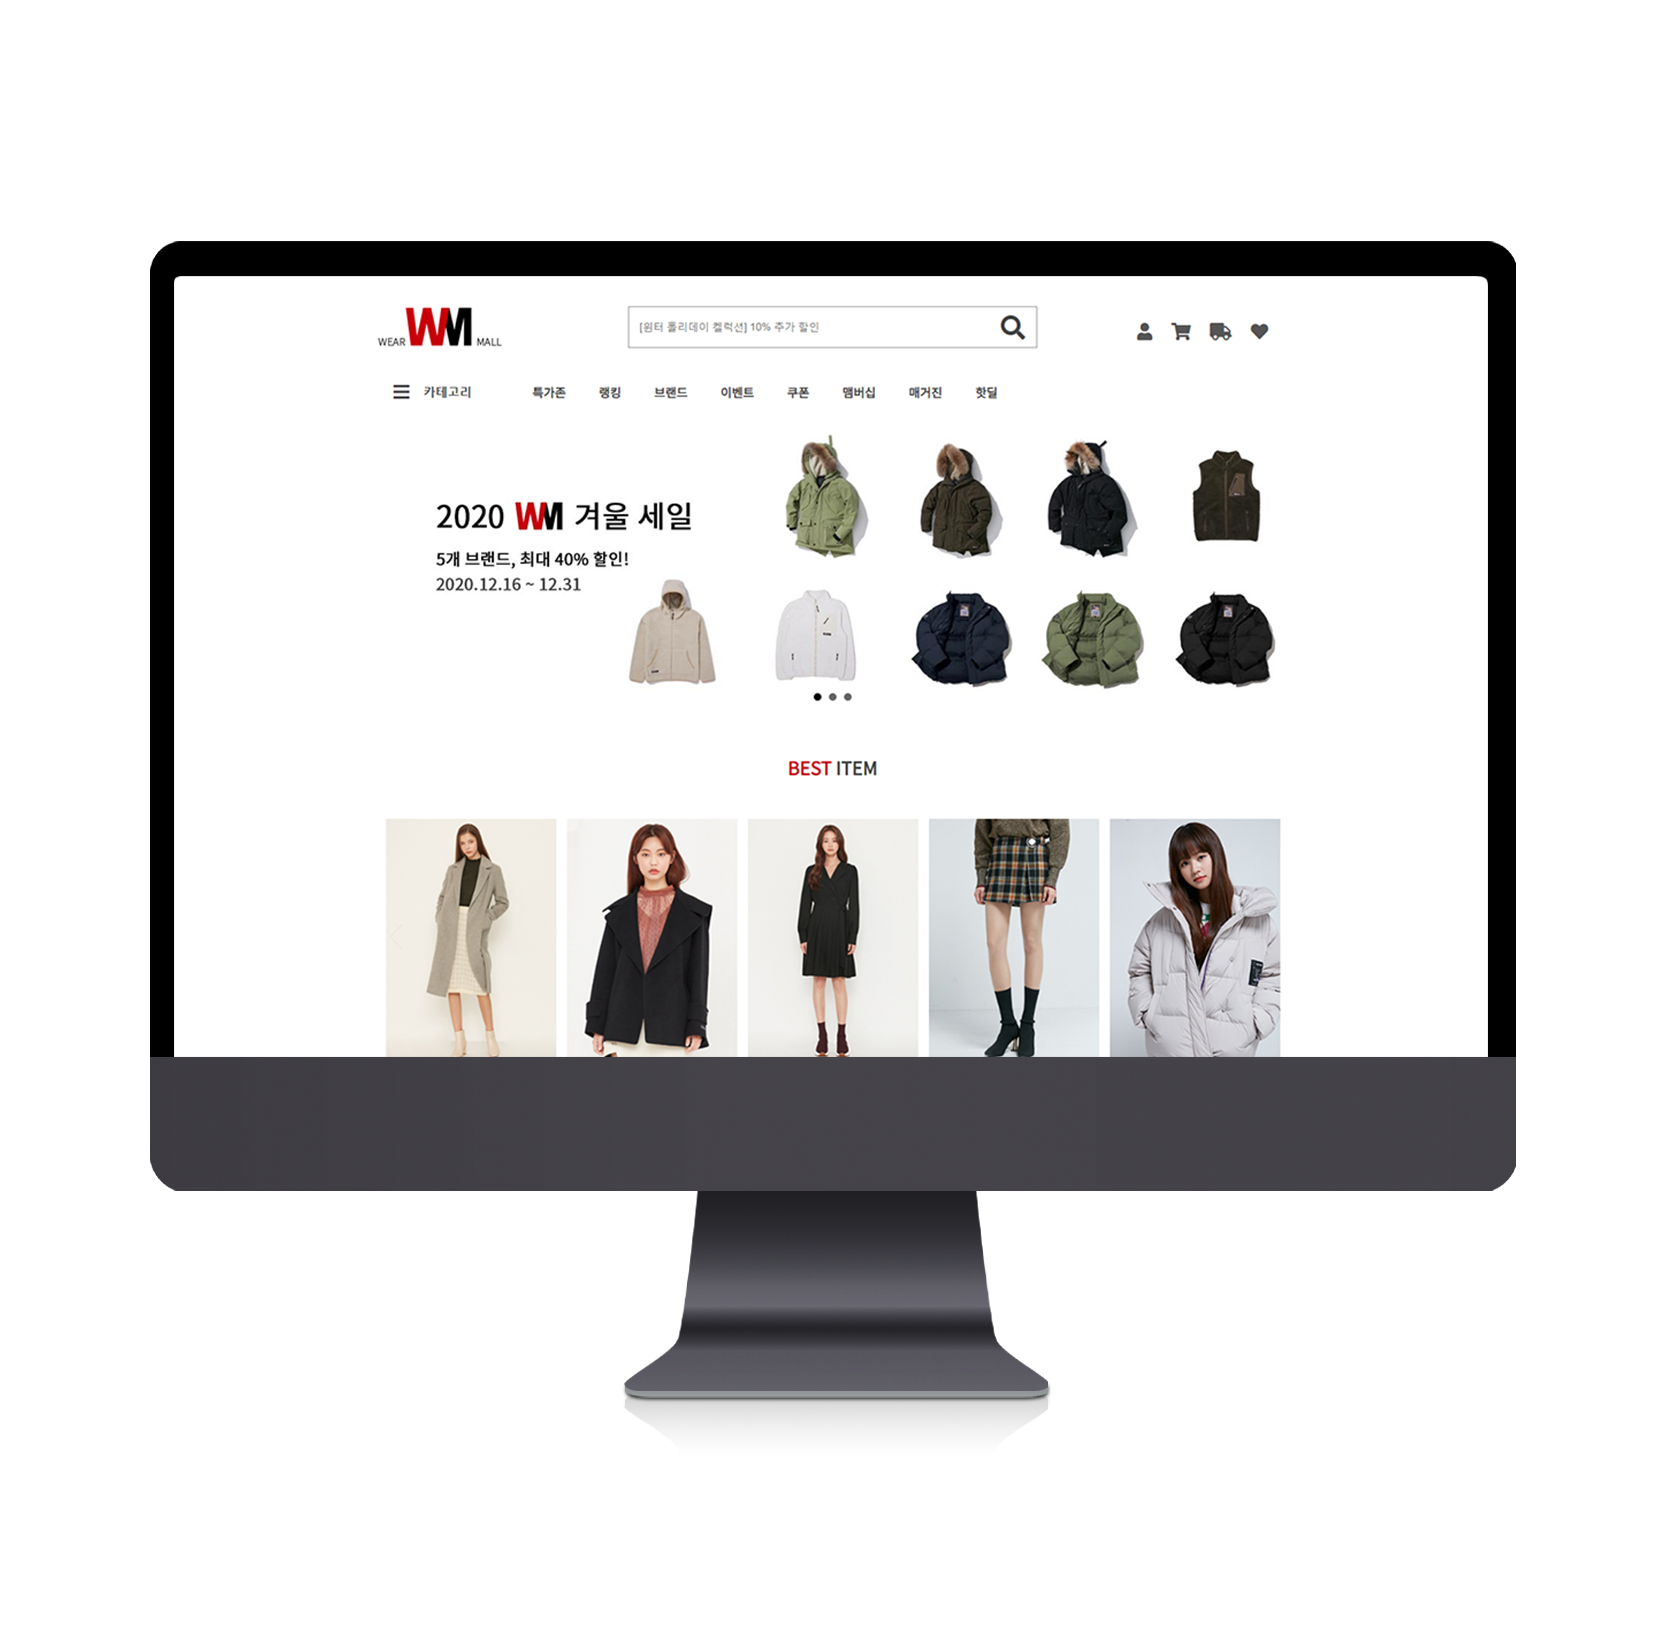 WEAR WM MALL
[윈터 홀리데이 컬럭션] 10% 추가 할인
카테고리 특가존 랭킹 브랜드 이벤트 쿠폰 맴버십 매거진 핫딜
2020 WM 겨울 세일
5개 브랜드, 최대 40% 할인!
2020.12.16 ~ 12.31
BEST ITEM